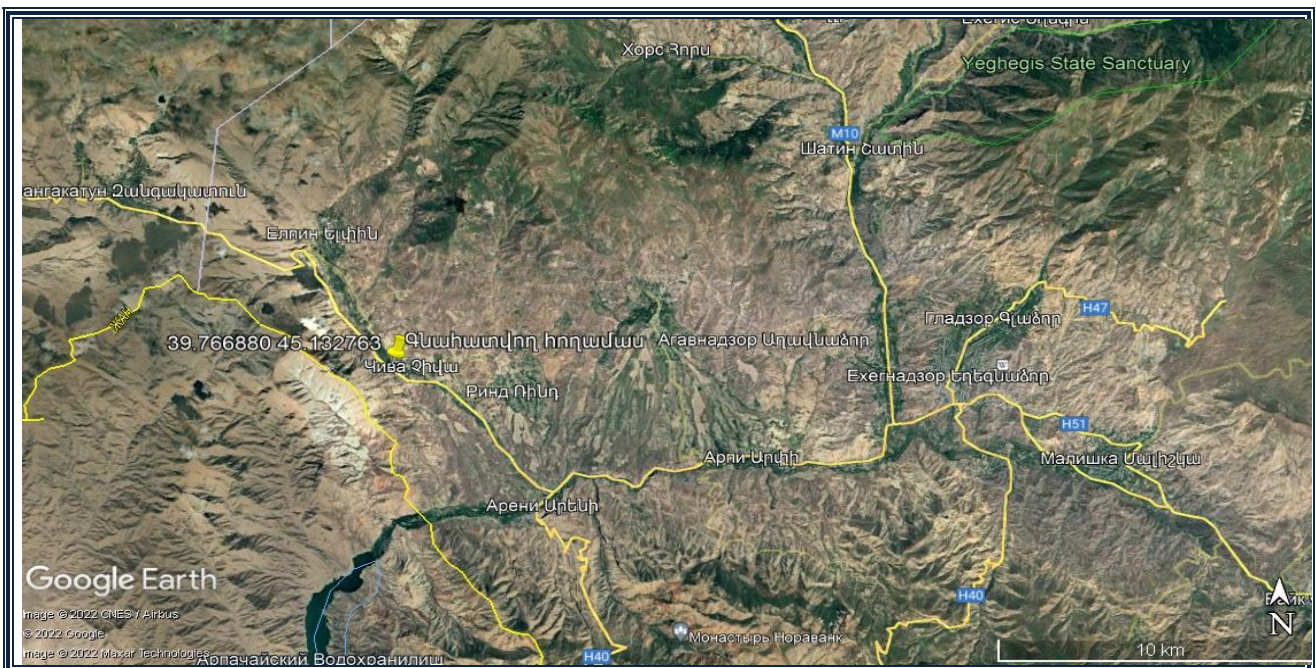 Хорс Հորս
Yeghegis State Sanctuary
M10
Шатин Շատին
Զանգակատուն
Елпин Ելփին
H47
Гладзор Գլաձոր
39.766880 45.132763 Գնահատվող հողամաս Агавнадзор Աղավնաձոր
Чива Չիվա
Ехегнадзор Եղեգնաձոր
Ринд Ռինդ
H51
Арпи Արփի
Малишка Մալիշկա
Арени Արենի
Google Earth
H40
Image © 2022 CNES / Airbus
© 2022 Google
N
Монастырь Нораванк
Image © 2022 Maxar Technologies
10 km
H40